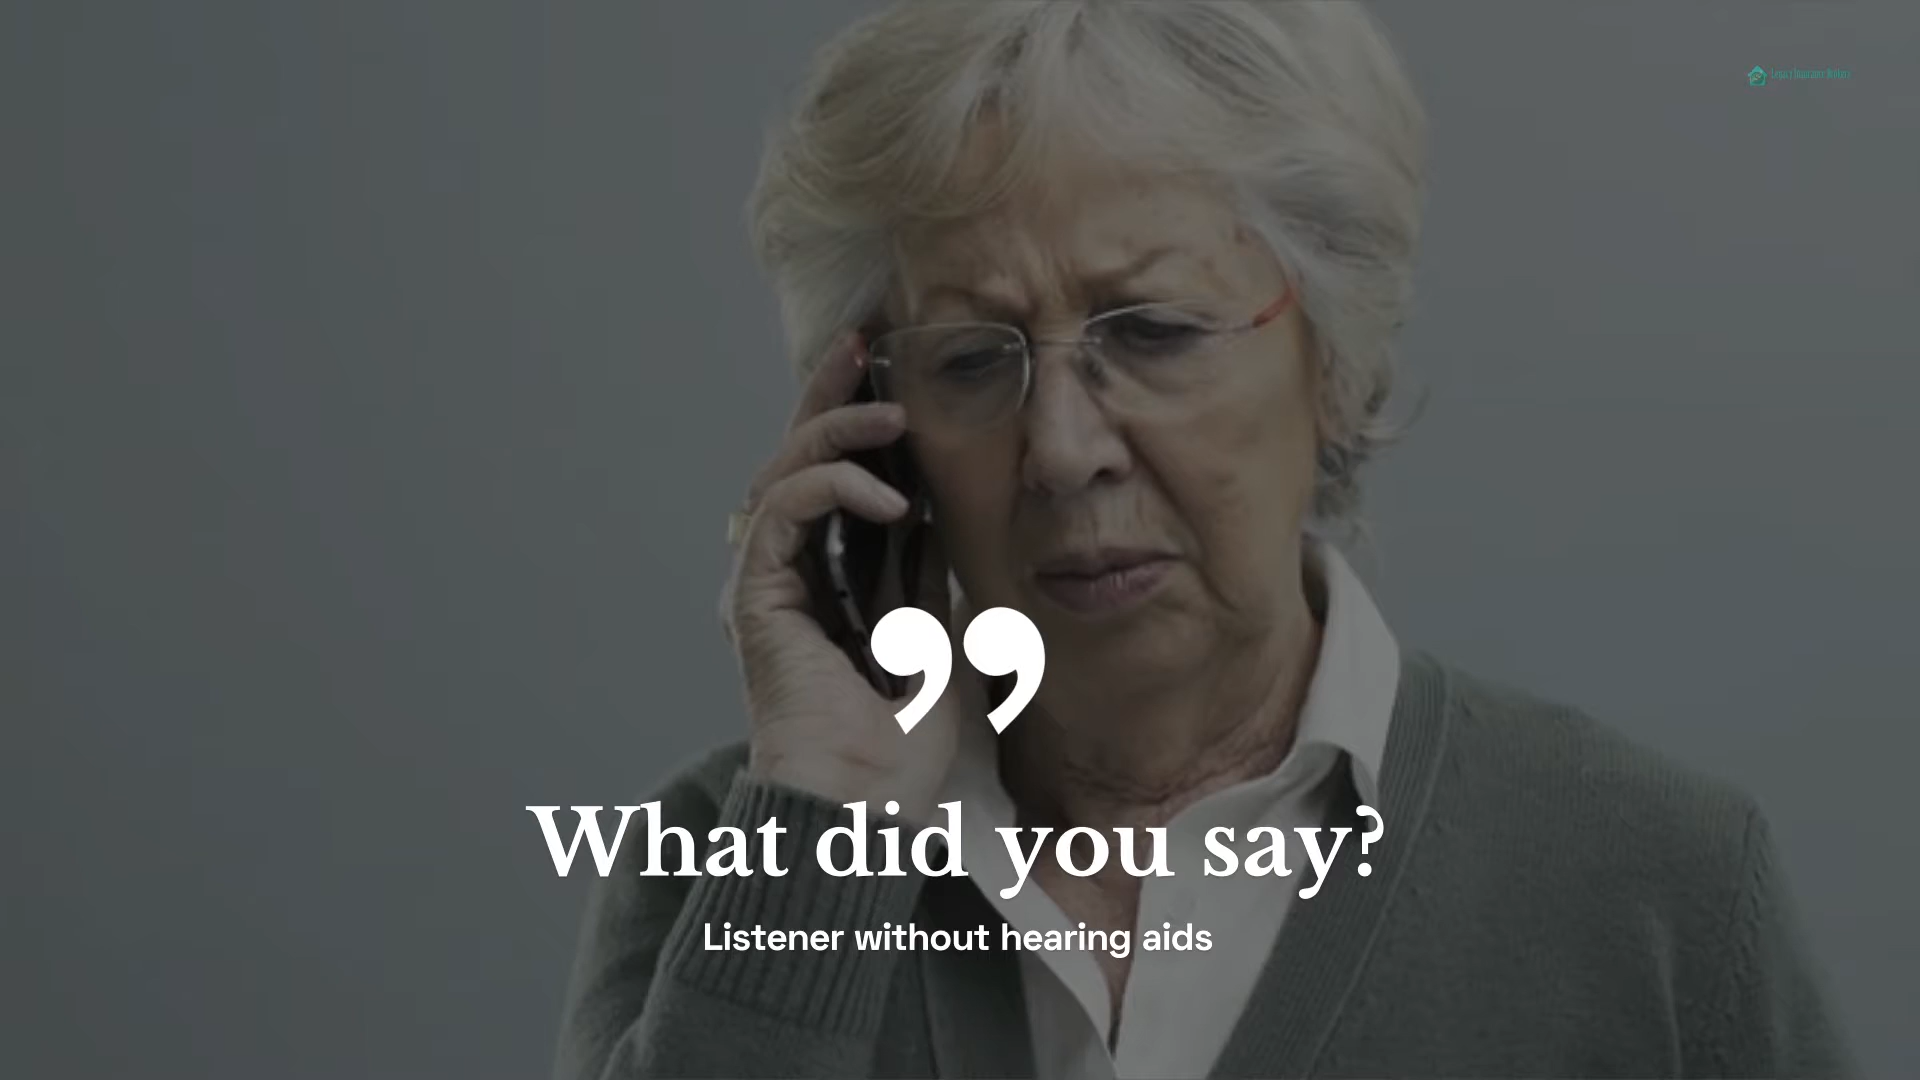 ”
What did you say?
Listener without hearing aids